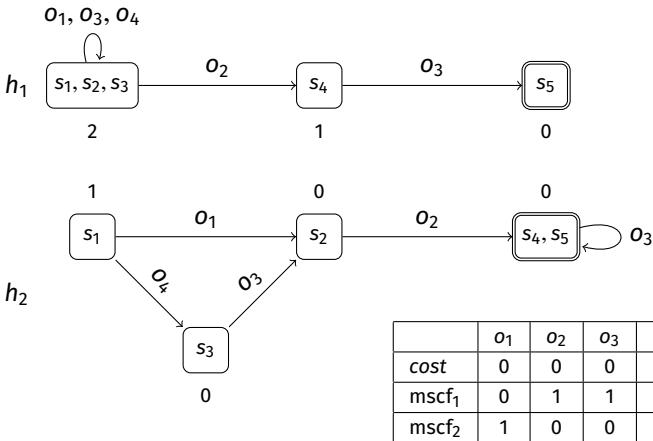 o₁, o₃, o₄
h₁ s₁, s₂, s₃ o₂ s₄ o₃ s₅
2 1 0
1 0 0
s₁ o₁ s₂ o₂ s₄, s₅ o₃
h₂ o₄ o₃
s₃
0
o₁ o₂ o₃
cost 0 0 0
mscf₁ 0 1 1
mscf₂ 1 0 0